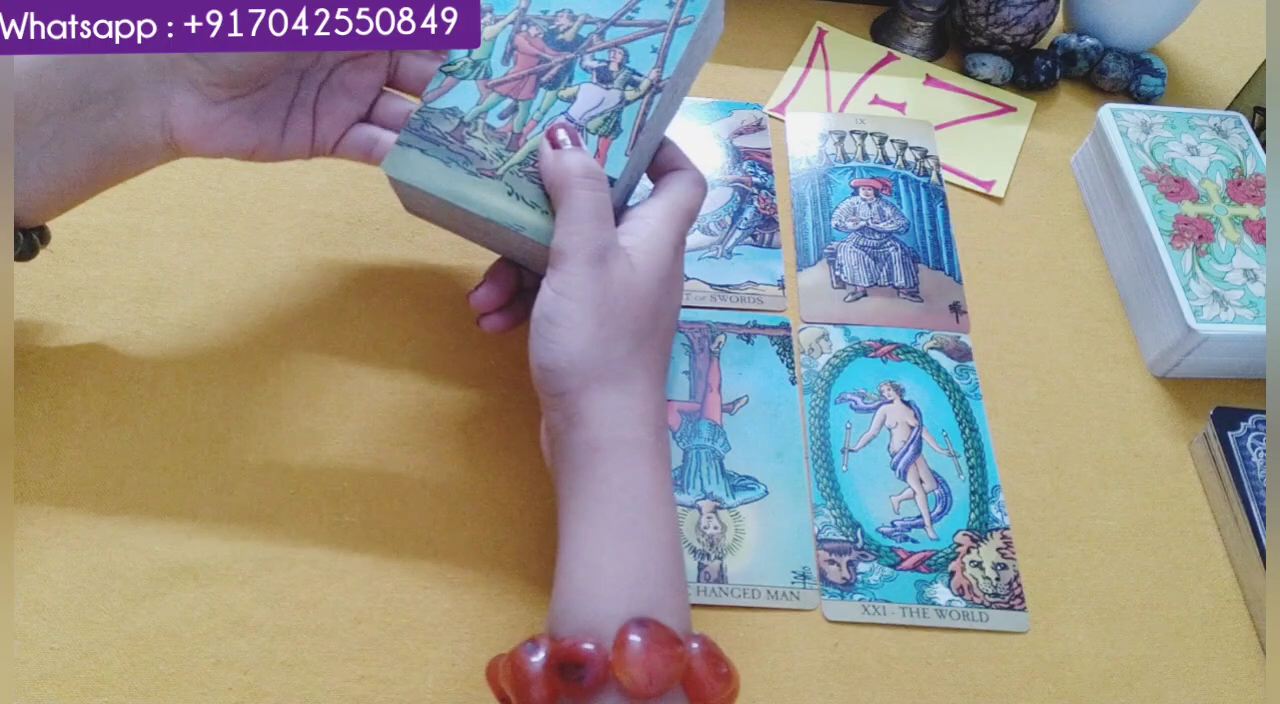 Whatsapp : +917042550849
N-Z
IX
T OF SWORDS
HANGED MAN
XXI - THE WORLD